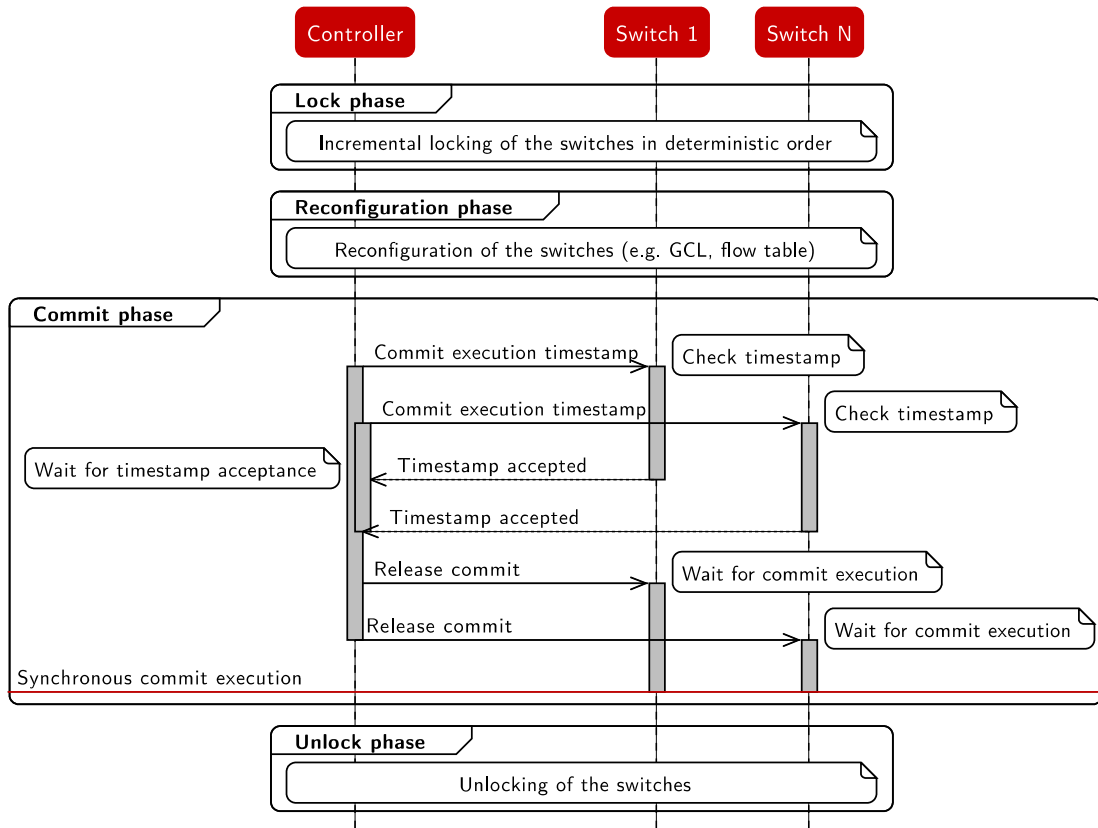 Controller
Switch 1
Switch N
Lock phase
Incremental locking of the switches in deterministic order
Reconfiguration phase
Reconfiguration of the switches (e.g. GCL, flow table)
Commit phase
Commit execution timestamp
Check timestamp
Commit execution timestamp
Check timestamp
Wait for timestamp acceptance
Timestamp accepted
Timestamp accepted
Release commit
Wait for commit execution
Release commit
Wait for commit execution
Synchronous commit execution
Unlock phase
Unlocking of the switches